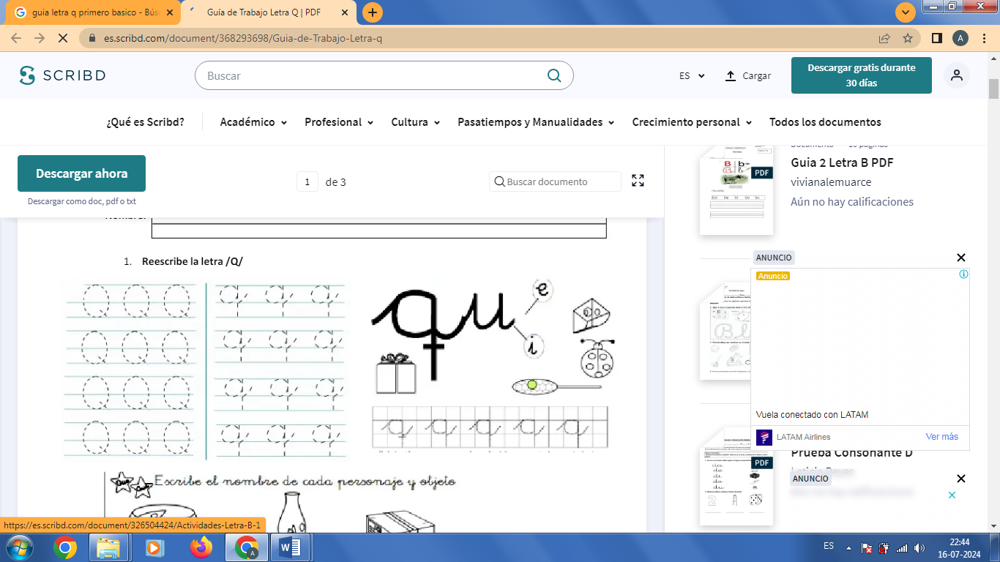 guia letra q primero basico - Bús
Guía de Trabajo Letra Q | PDF
es.scribd.com/document/368293698/Guia-de-Trabajo-Letra-q
A
SCRIBD
Buscar
ES
Cargar
Descargar gratis durante
30 días
¿Qué es Scribd?
Académico
Profesional
Cultura
Pasatiempos y Manualidades
Crecimiento personal
Todos los documentos
Descargar ahora
Descargar como doc, pdf o txt
1 de 3
Buscar documento
Nombre:
1. Reescribe la letra /Q/
Q Q Q q q q
Q Q Q q q q
Q Q Q q q q
Q Q Q q q q
qu e i
q q q q q
Escribe el nombre de cada personaje y objeto
Documento 10 páginas
Guia 2 Letra B PDF
vivianalemuarce
Aún no hay calificaciones
PDF
ANUNCIO
Anuncio
Vuela conectado con LATAM
LATAM Airlines
Ver más
Prueba Consonante D
PDF
ANUNCIO
https://es.scribd.com/document/326504424/Actividades-Letra-B-1
ES
22:44
16-07-2024